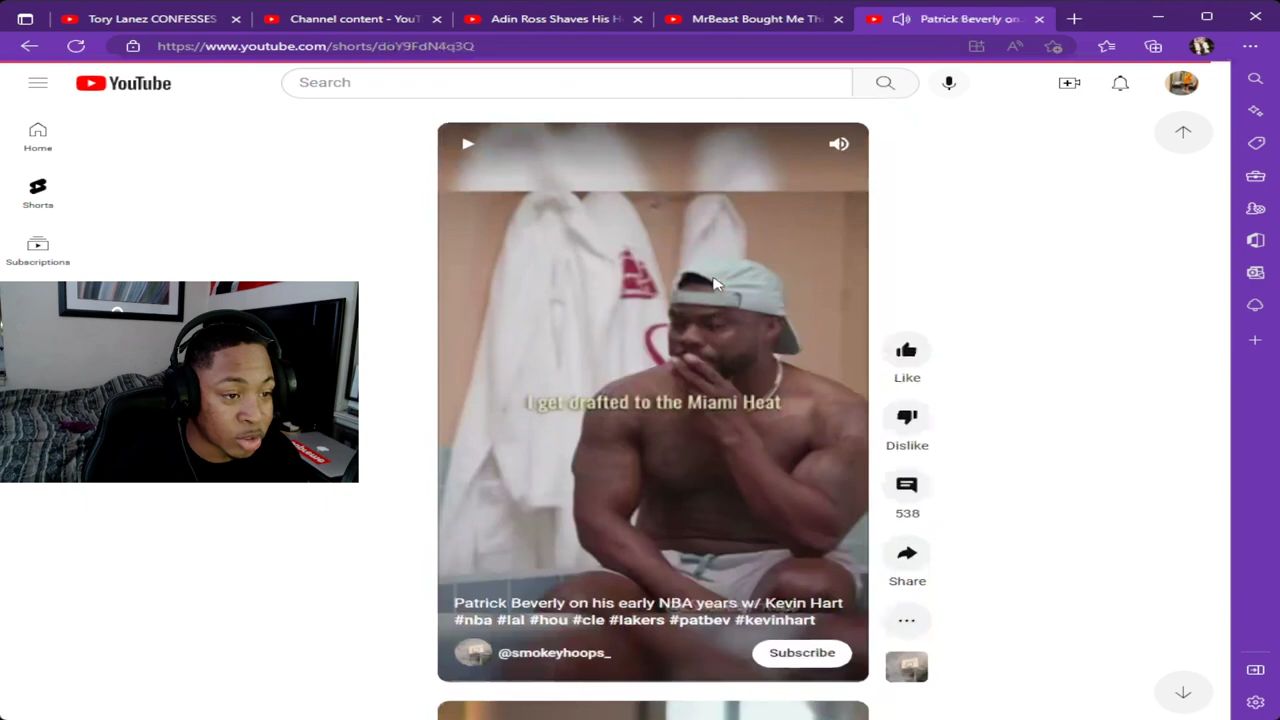 Tory Lanez CONFESSES
Channel content - YouT
Adin Ross Shaves His H
MrBeast Bought Me Thi
Patrick Beverly on
https://www.youtube.com/shorts/doY9FdN4q3Q
YouTube
Search
Home
Shorts
Subscriptions
I get drafted to the Miami Heat
Like
Dislike
538
Share
Patrick Beverly on his early NBA years w/ Kevin Hart
#nba #lal #hou #cle #lakers #patbev #kevinhart
@smokeyhoops_
Subscribe